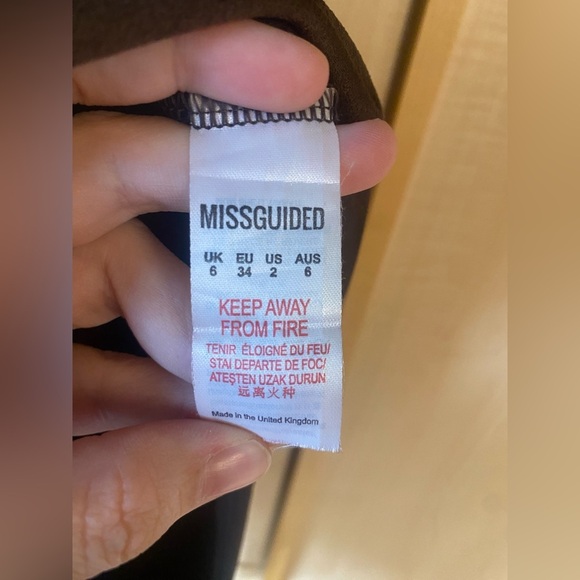 MISSGUIDED
UK EU US AUS
6 34 2 6
KEEP AWAY
FROM FIRE
TENIR ÉLOIGNÉ DU FEU/
STAI DEPARTE DE FOC/
ATEŞTEN UZAK DURUN
远离火种
Made in the United Kingdom